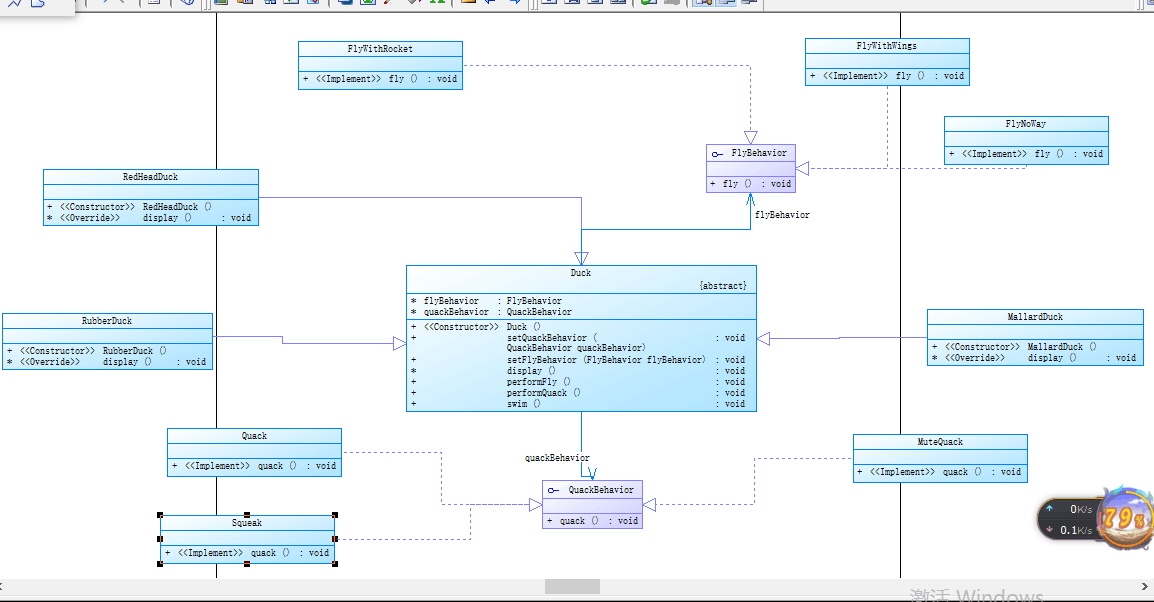 FlyWithRocket
+ <<Implement>> fly () : void
FlyWithWings
+ <<Implement>> fly () : void
FlyNoWay
+ <<Implement>> fly () : void
FlyBehavior
+ fly () : void
flyBehavior
RedHeadDuck
+ <<Constructor>> RedHeadDuck ()
* <<Override>> display () : void
Duck
{abstract}
* flyBehavior : FlyBehavior
* quackBehavior : QuackBehavior
+ <<Constructor>> Duck ()
+ setQuackBehavior ( : void
QuackBehavior quackBehavior)
+ setFlyBehavior (FlyBehavior flyBehavior) : void
* display () : void
+ performFly () : void
+ performQuack () : void
+ swim () : void
RubberDuck
+ <<Constructor>> RubberDuck ()
* <<Override>> display () : void
MallardDuck
+ <<Constructor>> MallardDuck ()
* <<Override>> display () : void
Quack
+ <<Implement>> quack () : void
quackBehavior
MuteQuack
+ <<Implement>> quack () : void
QuackBehavior
+ quack () : void
Squeak
+ <<Implement>> quack () : void
0K/s
0.1K/s
79%
激活 Windows